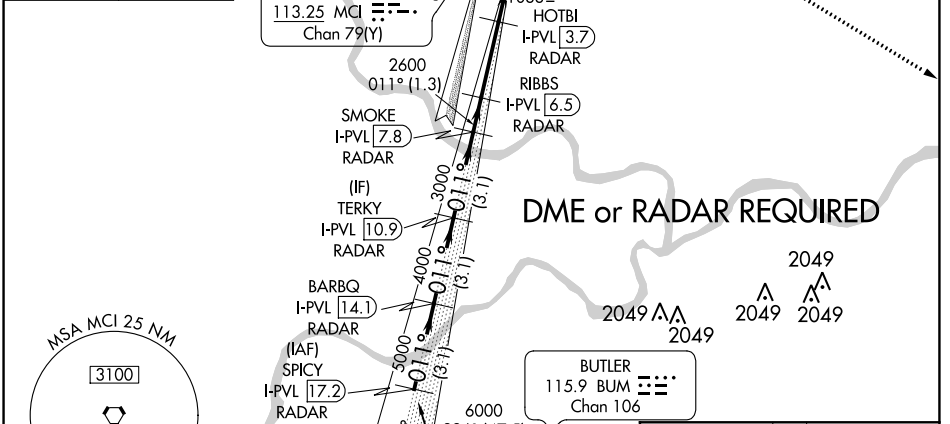 113.25 MCI
Chan 79(Y)
HOTBI
I-PVL 3.7
RADAR
2600
011° (1.3)
RIBBS
I-PVL 6.5
RADAR
SMOKE
I-PVL 7.8
RADAR
3000
011°
(3.1)
(IF)
TERKY
I-PVL 10.9
RADAR
DME or RADAR REQUIRED
4000
011°
(3.1)
BARBQ
I-PVL 14.1
RADAR
2049
2049
2049
2049
2049
MSA MCI 25 NM
3100
(IAF)
SPICY
I-PVL 17.2
RADAR
5000
011°
(3.1)
BUTLER
115.9 BUM
Chan 106
6000